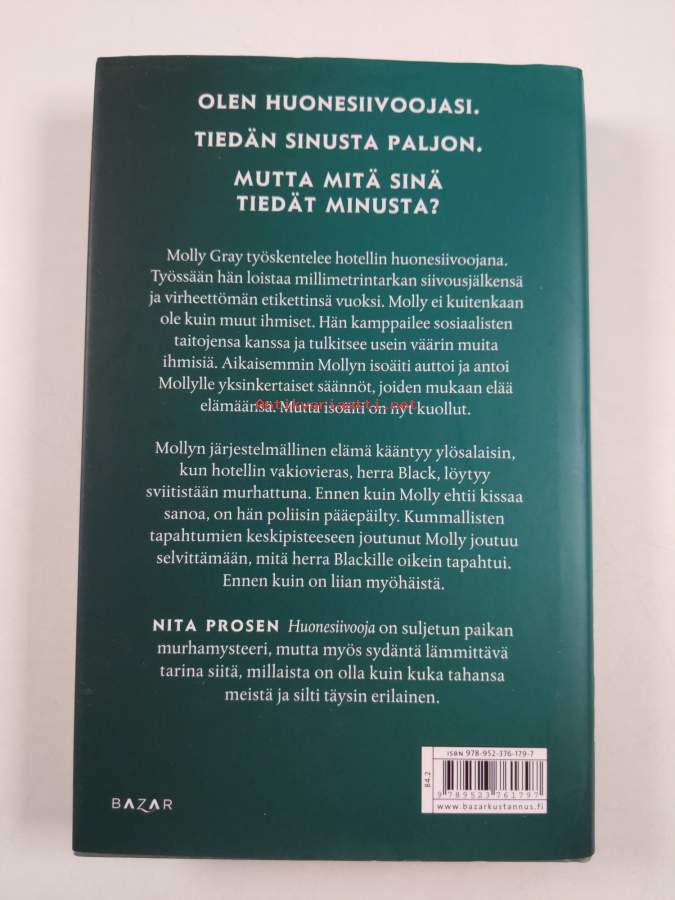 OLEN HUONESIIVOOJASI.
TIEDÄN SINUSTA PALJON.
MUTTA MITÄ SINÄ
TIEDÄT MINUSTA?
Molly Gray työskentelee hotellin huonesiivoojana.
Työssään hän loistaa millimetrintarkan siivousjälkensä
ja virheettömän etikettinsä vuoksi. Molly ei kuitenkaan
ole kuin muut ihmiset. Hän kamppailee sosiaalisten
taitojensa kanssa ja tulkitsee usein väärin muita
ihmisiä. Aikaisemmin Mollyn isoäiti auttoi ja antoi
Mollylle yksinkertaiset säännöt, joiden mukaan elää
Antikvariaatti.net
elämäänsä. Mutta isoäiti on nyt kuollut.
Mollyn järjestelmällinen elämä kääntyy ylösalaisin,
kun hotellin vakiovieras, herra Black, löytyy
sviitistään murhattuna. Ennen kuin Molly ehtii kissaa
sanoa, on hän poliisin pääepäilty. Kummallisten
tapahtumien keskipisteeseen joutunut Molly joutuu
selvittämään, mitä herra Blackille oikein tapahtui.
Ennen kuin on liian myöhäistä.
NITA PROSEN Huonesiivooja on suljetun paikan
murhamysteeri, mutta myös sydäntä lämmittävä
tarina siitä, millaista on olla kuin kuka tahansa
meistä ja silti täysin erilainen.
ISBN 978-952-376-179-7
84.2
9 789523 761797
www.bazarkustannus.fi
BAZAR